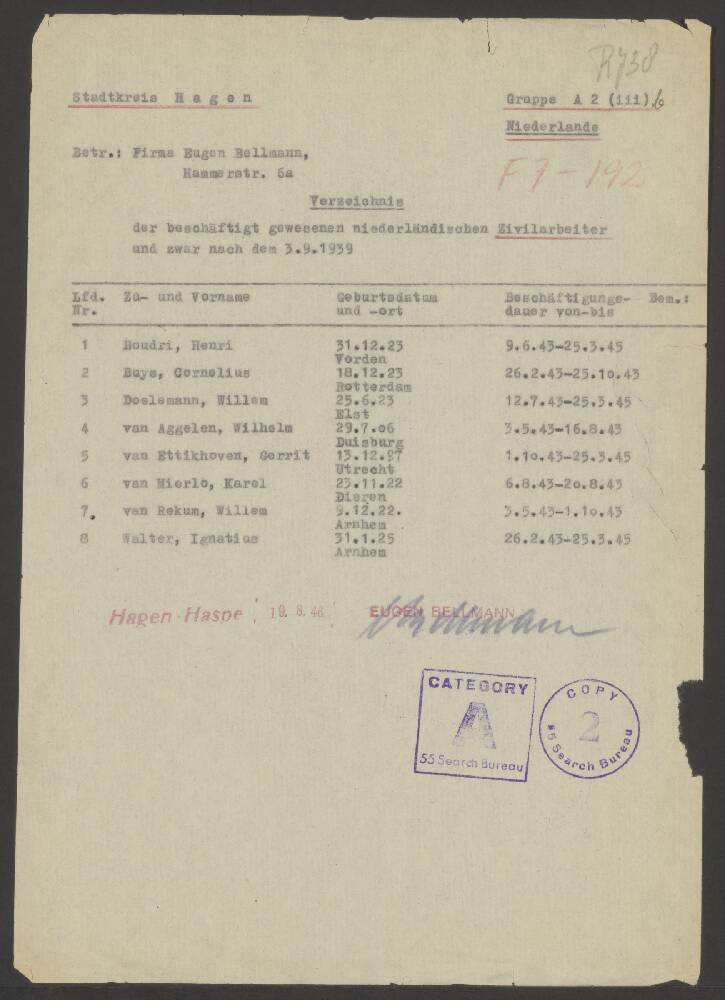 R738
Stadtkreis Hagen
Gruppe A 2 (iii) b
Niederlande
Betr.: Firma Eugen Bellmann,
Hammerstr. 6a
F 7 - 192
Verzeichnis
der beschäftigt gewesenen niederländischen Zivilarbeiter
und zwar nach dem 3.9.1939
Lfd. Zu- und Vorname Geburtsdatum Beschäftigungs- Bem.:
Nr. und -ort dauer von-bis
1 Boudri, Henri 31.12.23 9.6.43-25.3.45
Vorden
2 Buys, Cornelius 18.12.23 26.2.43-25.10.43
Rotterdam
3 Doelemann, Willem 25.6.23 12.7.43-25.3.45
Elst
4 van Aggelen, Wilhelm 29.7.06 3.5.43-16.8.43
Duisburg
5 van Ettikhoven, Gerrit 13.12.97 1.10.43-25.3.45
Utrecht
6 van Mierlo, Karel 23.11.22 6.8.43-20.8.43
Dieren
7. van Rekum, Willem 9.12.22. 3.5.43-1.10.43
Arnhem
8 Walter, Ignatius 31.1.25 26.2.43-25.3.45
Arnhem
Hagen Haspe, 19. 8. 46 EUGEN BELLMANN
CATEGORY
A
55 Search Bureau
COPY
2
55 Search Bureau